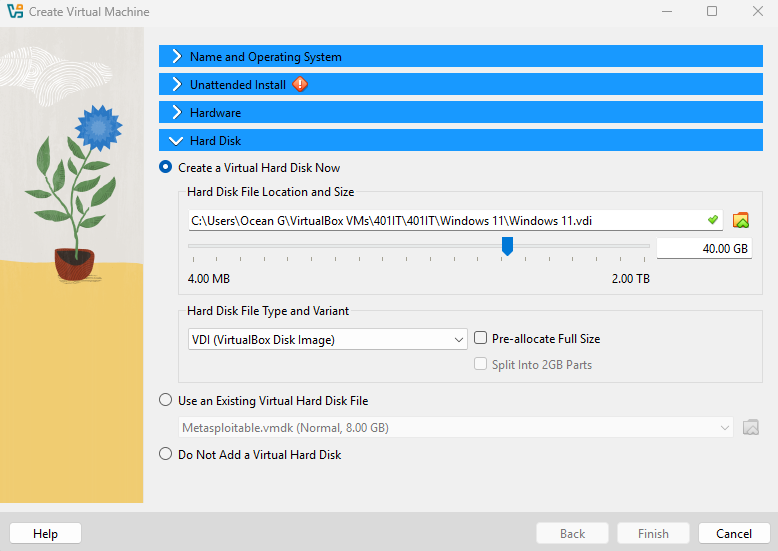 Create Virtual Machine
Name and Operating System
Unattended Install
Hardware
Hard Disk
Create a Virtual Hard Disk Now
Hard Disk File Location and Size
C:\Users\Ocean G\VirtualBox VMs\401IT\401IT\Windows 11\Windows 11.vdi
40.00 GB
4.00 MB 2.00 TB
Hard Disk File Type and Variant
VDI (VirtualBox Disk Image) Pre-allocate Full Size
Split Into 2GB Parts
Use an Existing Virtual Hard Disk File
Metasploitable.vmdk (Normal, 8.00 GB)
Do Not Add a Virtual Hard Disk
Help Back Finish Cancel